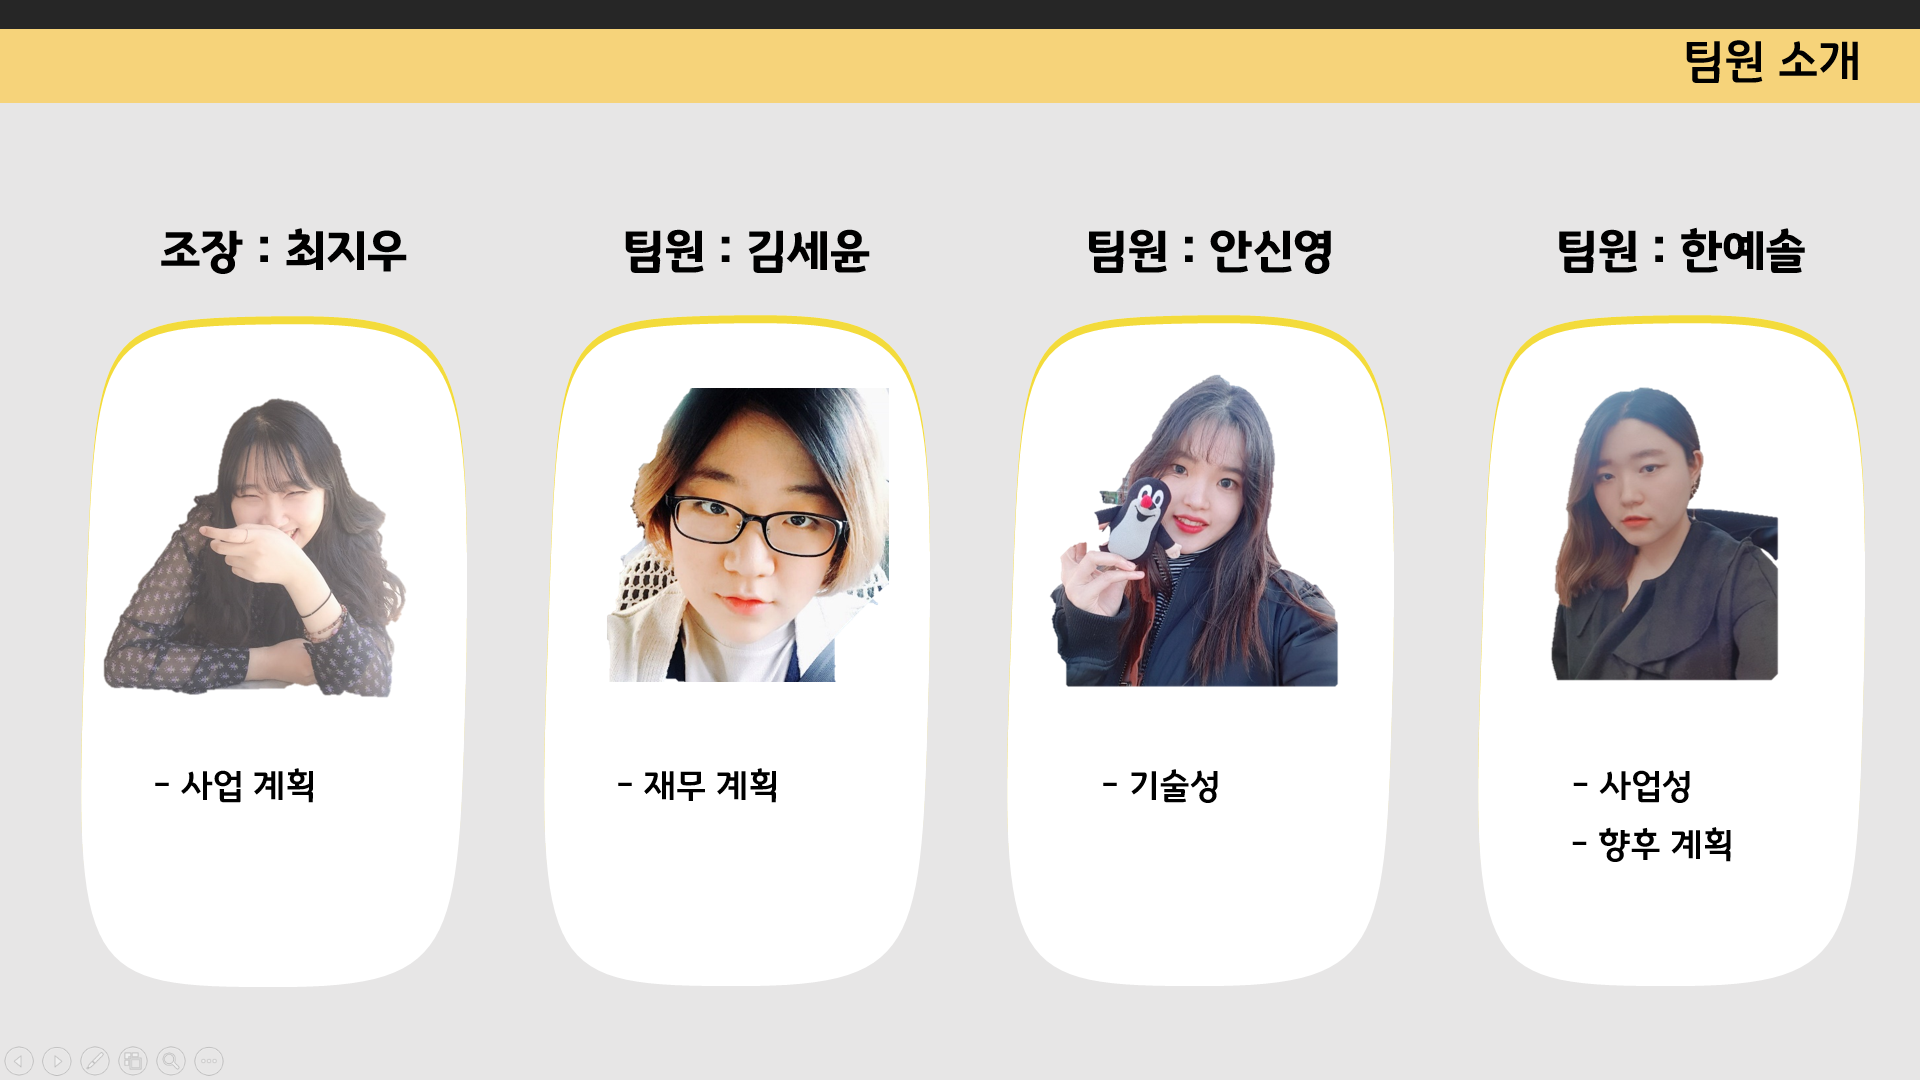 팀원 소개
조장 : 최지우
팀원 : 김세윤
팀원 : 안신영
팀원 : 한예솔
- 사업 계획
- 재무 계획
- 기술성
- 사업성
- 향후 계획